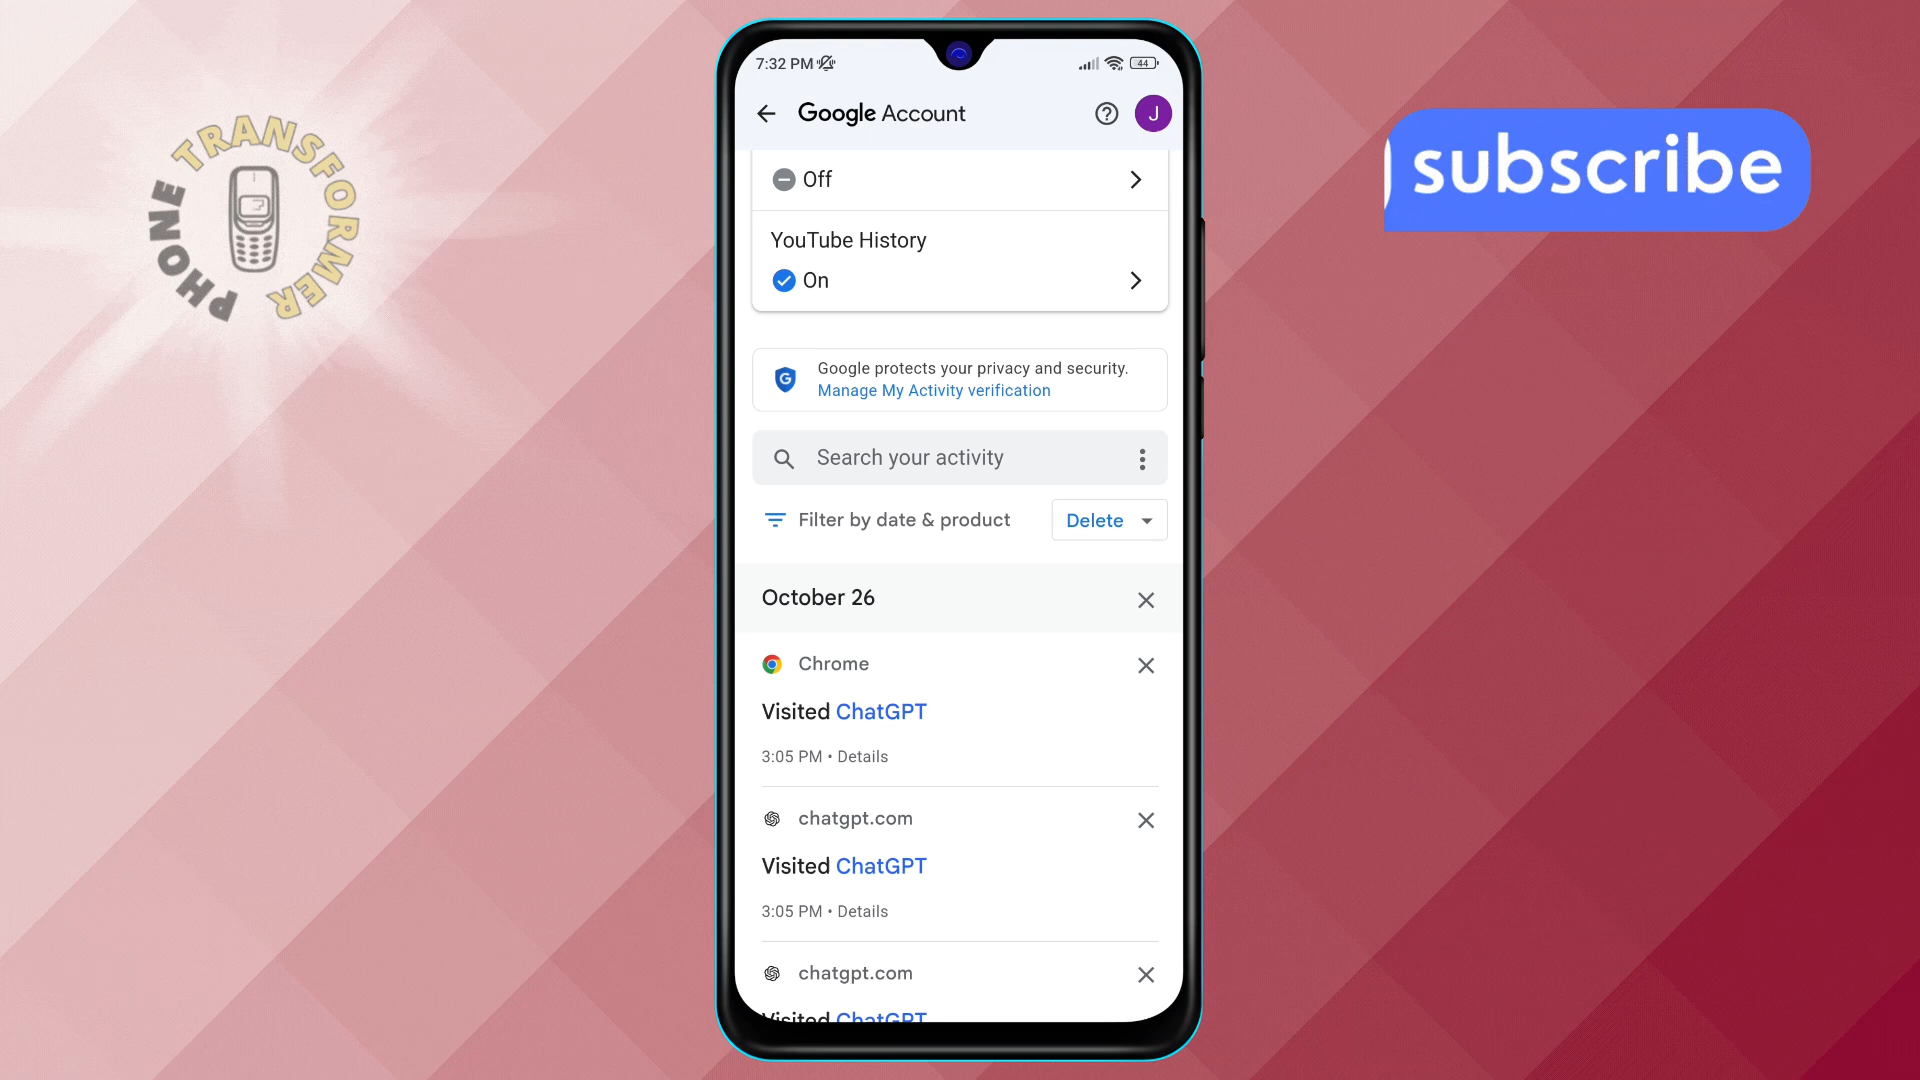 PHONE TRANSFORMER
subscribe
7:32 PM
44
Google Account
J
Off
YouTube History
On
G
Google protects your privacy and security.
Manage My Activity verification
Search your activity
Filter by date & product
Delete
October 26
Chrome
Visited ChatGPT
3:05 PM • Details
chatgpt.com
Visited ChatGPT
3:05 PM • Details
chatgpt.com
Visited ChatGPT